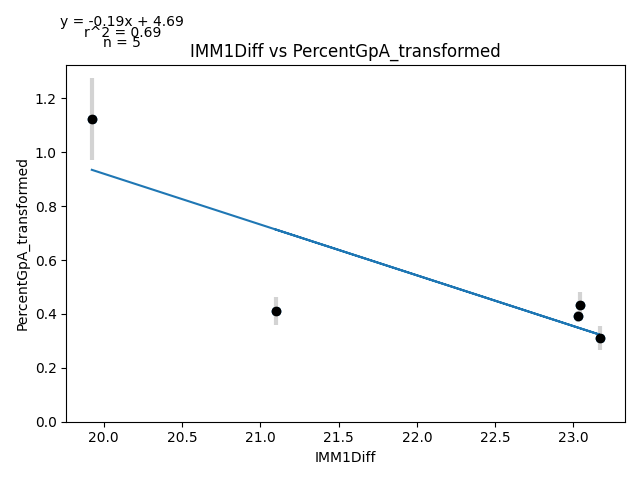 y = -0.19x + 4.69
r^2 = 0.69
n = 5
IMM1Diff vs PercentGpA_transformed
PercentGpA_transformed
1.2
1.0
0.8
0.6
0.4
0.2
0.0
20.0 20.5 21.0 21.5 22.0 22.5 23.0
IMM1Diff